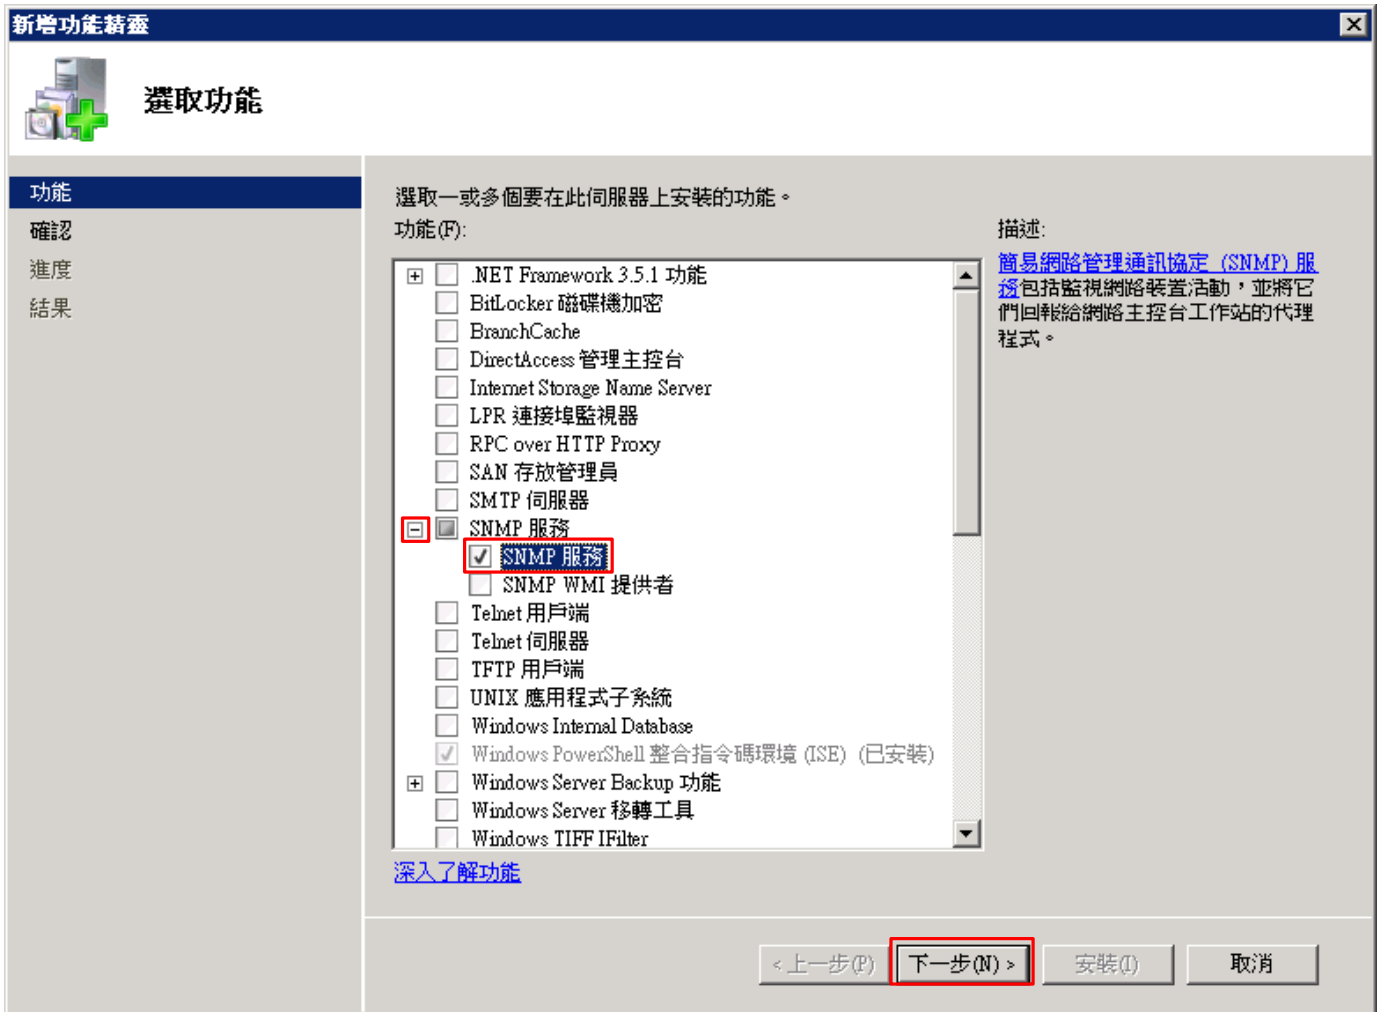 新增功能精靈
選取功能
功能
確認
進度
結果
選取一或多個要在此伺服器上安裝的功能。
功能(F):
.NET Framework 3.5.1 功能
BitLocker 磁碟機加密
BranchCache
DirectAccess 管理主控台
Internet Storage Name Server
LPR 連接埠監視器
RPC over HTTP Proxy
SAN 存放管理員
SMTP 伺服器
SNMP 服務
SNMP 服務
SNMP WMI 提供者
Telnet 用戶端
Telnet 伺服器
TFTP 用戶端
UNIX 應用程式子系統
Windows Internal Database
Windows PowerShell 整合指令碼環境 (ISE) (已安裝)
Windows Server Backup 功能
Windows Server 移轉工具
Windows TIFF IFilter
深入了解功能
描述:
簡易網路管理通訊協定 (SNMP) 服
務包括監視網路裝置活動，並將它
們回報給網路主控台工作站的代理
程式。
< 上一步(P)
下一步(N) >
安裝(I)
取消